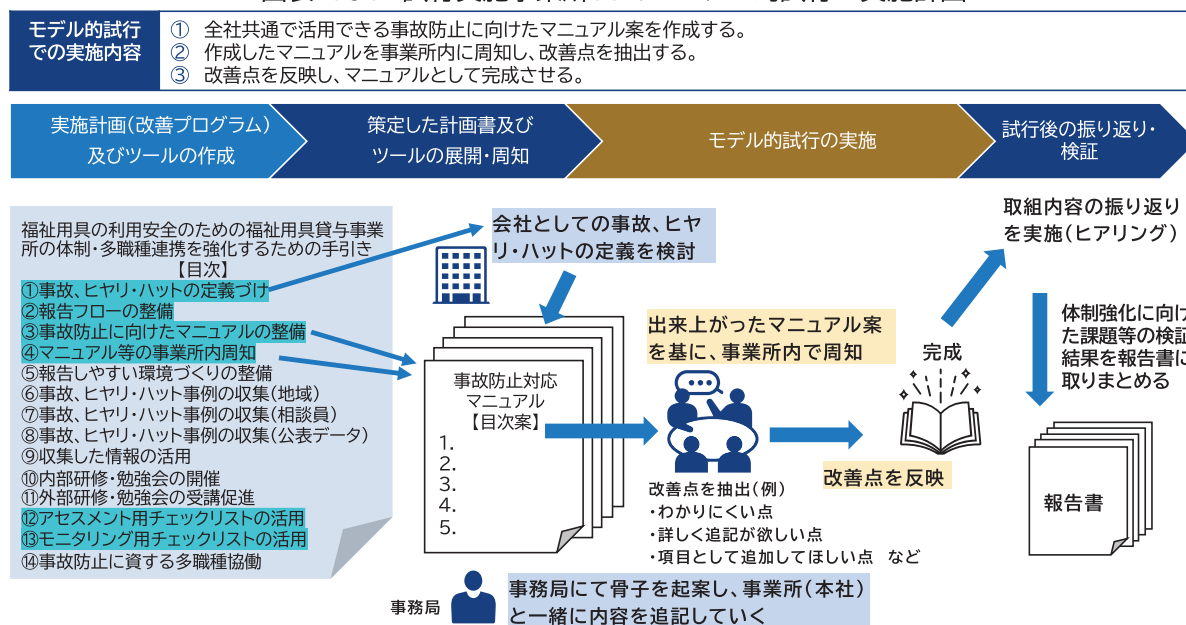 モデル的試行
での実施内容
① 全社共通で活用できる事故防止に向けたマニュアル案を作成する。
② 作成したマニュアルを事業所内に周知し、改善点を抽出する。
③ 改善点を反映し、マニュアルとして完成させる。
実施計画(改善プログラム)
及びツールの作成
策定した計画書及び
ツールの展開・周知
モデル的試行の実施
試行後の振り返り・
検証
福祉用具の利用安全のための福祉用具貸与事業
所の体制・多職種連携を強化するための手引き
【目次】
①事故、ヒヤリ・ハットの定義づけ
②報告フローの整備
③事故防止に向けたマニュアルの整備
④マニュアル等の事業所内周知
⑤報告しやすい環境づくりの整備
⑥事故、ヒヤリ・ハット事例の収集(地域)
⑦事故、ヒヤリ・ハット事例の収集(相談員)
⑧事故、ヒヤリ・ハット事例の収集(公表データ)
⑨収集した情報の活用
⑩内部研修・勉強会の開催
⑪外部研修・勉強会の受講促進
⑫アセスメント用チェックリストの活用
⑬モニタリング用チェックリストの活用
⑭事故防止に資する多職種協働
会社としての事故、ヒヤ
リ・ハットの定義を検討
事故防止対応
マニュアル
【目次案】
1.
2.
3.
4.
5.
出来上がったマニュアル案
を基に、事業所内で周知
改善点を抽出(例)
・わかりにくい点
・詳しく追記が欲しい点
・項目として追加してほしい点 など
改善点を反映
完成
取組内容の振り返り
を実施(ヒアリング)
体制強化に向け
た課題等の検証
結果を報告書に
取りまとめる
報告書
事務局
事務局にて骨子を起案し、事業所(本社)
と一緒に内容を追記していく